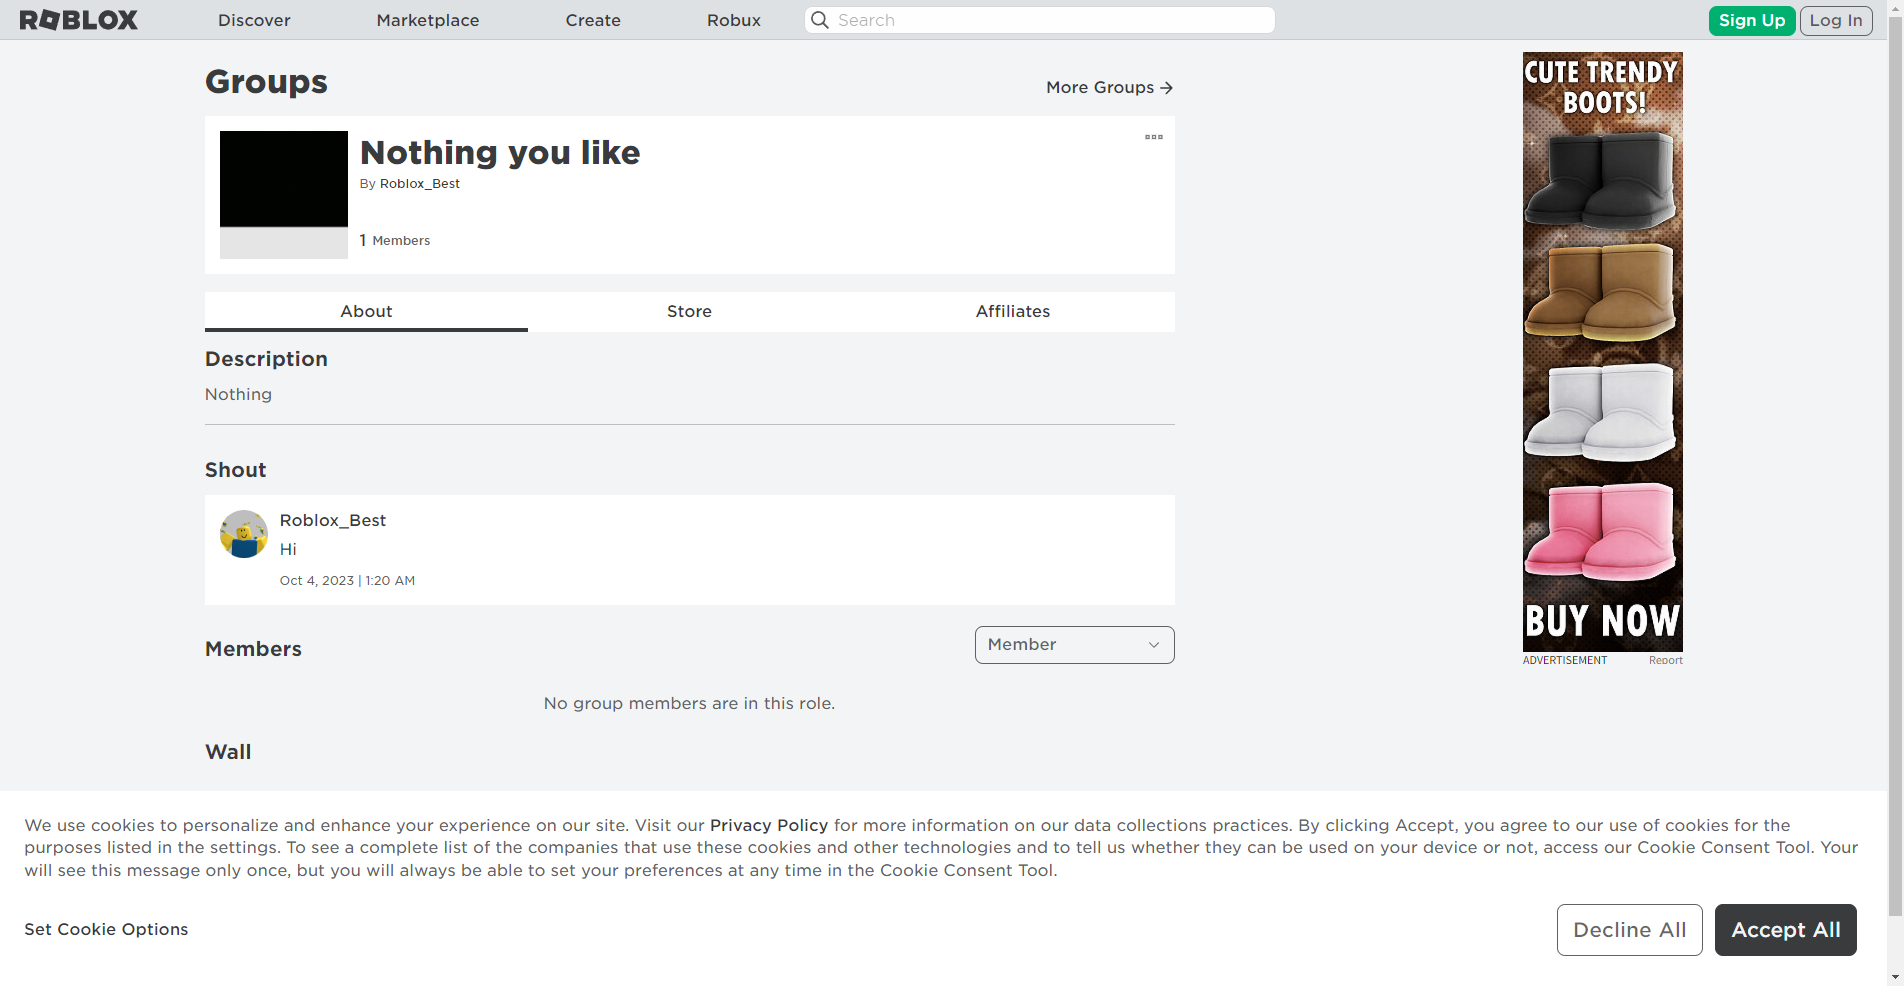 ROBLOX
Discover
Marketplace
Create
Robux
Search
Sign Up
Log In
Groups
More Groups →
Nothing you like
By Roblox_Best
1 Members
About
Store
Affiliates
Description
Nothing
Shout
Roblox_Best
Hi
Oct 4, 2023 | 1:20 AM
Members
Member
No group members are in this role.
Wall
CUTE TRENDY
BOOTS!
BUY NOW
ADVERTISEMENT
Report
We use cookies to personalize and enhance your experience on our site. Visit our Privacy Policy for more information on our data collections practices. By clicking Accept, you agree to our use of cookies for the
purposes listed in the settings. To see a complete list of the companies that use these cookies and other technologies and to tell us whether they can be used on your device or not, access our Cookie Consent Tool. Your
will see this message only once, but you will always be able to set your preferences at any time in the Cookie Consent Tool.
Set Cookie Options
Decline All
Accept All